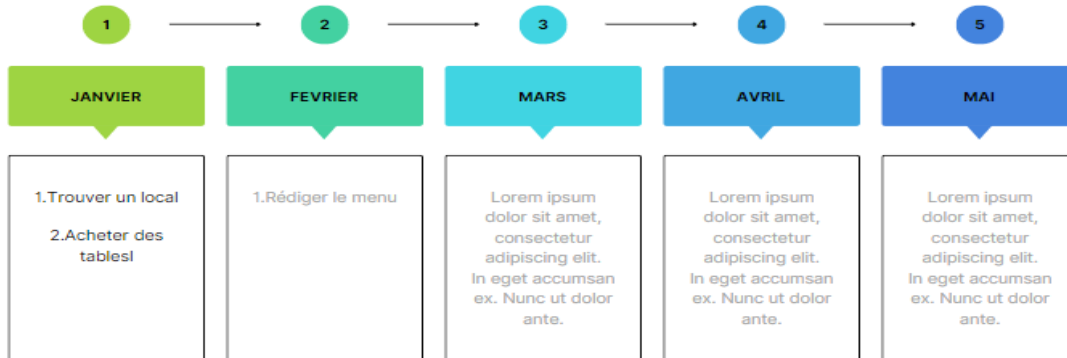 1
2
3
4
5
JANVIER
FEVRIER
MARS
AVRIL
MAI
1.Trouver un local
2.Acheter des
tablesl
1.Rédiger le menu
Lorem ipsum
dolor sit amet,
consectetur
adipiscing elit.
In eget accumsan
ex. Nunc ut dolor
ante.
Lorem ipsum
dolor sit amet,
consectetur
adipiscing elit.
In eget accumsan
ex. Nunc ut dolor
ante.
Lorem ipsum
dolor sit amet,
consectetur
adipiscing elit.
In eget accumsan
ex. Nunc ut dolor
ante.